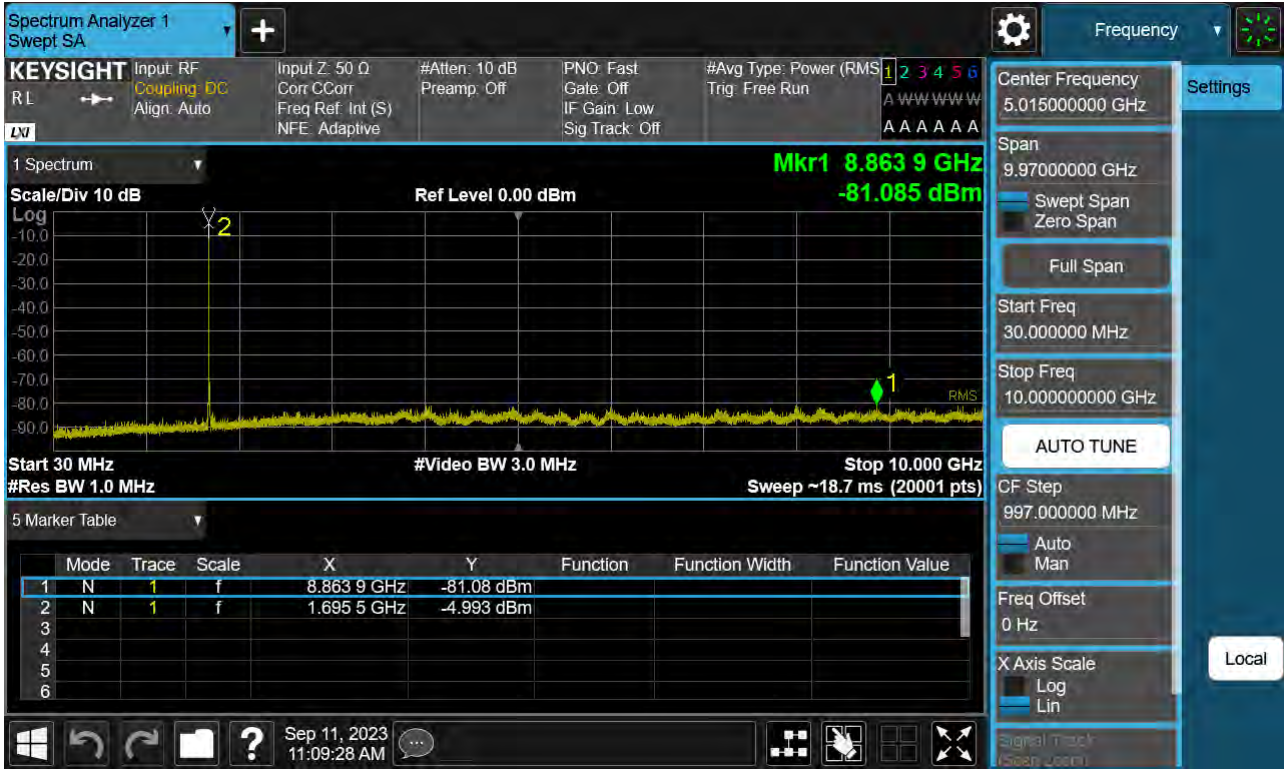 Spectrum Analyzer 1
Swept SA
Frequency
KEYSIGHT
RL
LXI
Input: RF
Coupling: DC
Align: Auto
Input Z: 50 Ω
Corr CCorr
Freq Ref: Int (S)
NFE: Adaptive
#Atten: 10 dB
Preamp: Off
PNO: Fast
Gate: Off
IF Gain: Low
Sig Track: Off
#Avg Type: Power (RMS
Trig: Free Run
1 2 3 4 5 6
A W W W W W
A A A A A A
Center Frequency
5.015000000 GHz
Settings
Span
9.97000000 GHz
Swept Span
Zero Span
Full Span
Start Freq
30.000000 MHz
Stop Freq
10.000000000 GHz
AUTO TUNE
CF Step
997.000000 MHz
Auto
Man
Freq Offset
0 Hz
X Axis Scale
Log
Lin
Signal Track
(Span Zoom)
Local
1 Spectrum
Mkr1 8.863 9 GHz
-81.085 dBm
Scale/Div 10 dB
Ref Level 0.00 dBm
Log
-10.0
-20.0
-30.0
-40.0
-50.0
-60.0
-70.0
-80.0
-90.0
2
1
RMS
Start 30 MHz
#Video BW 3.0 MHz
Stop 10.000 GHz
#Res BW 1.0 MHz
Sweep ~18.7 ms (20001 pts)
5 Marker Table
Mode Trace Scale X Y Function Function Width Function Value
1 N 1 f 8.863 9 GHz -81.08 dBm
2 N 1 f 1.695 5 GHz -4.993 dBm
3
4
5
6
Sep 11, 2023
11:09:28 AM